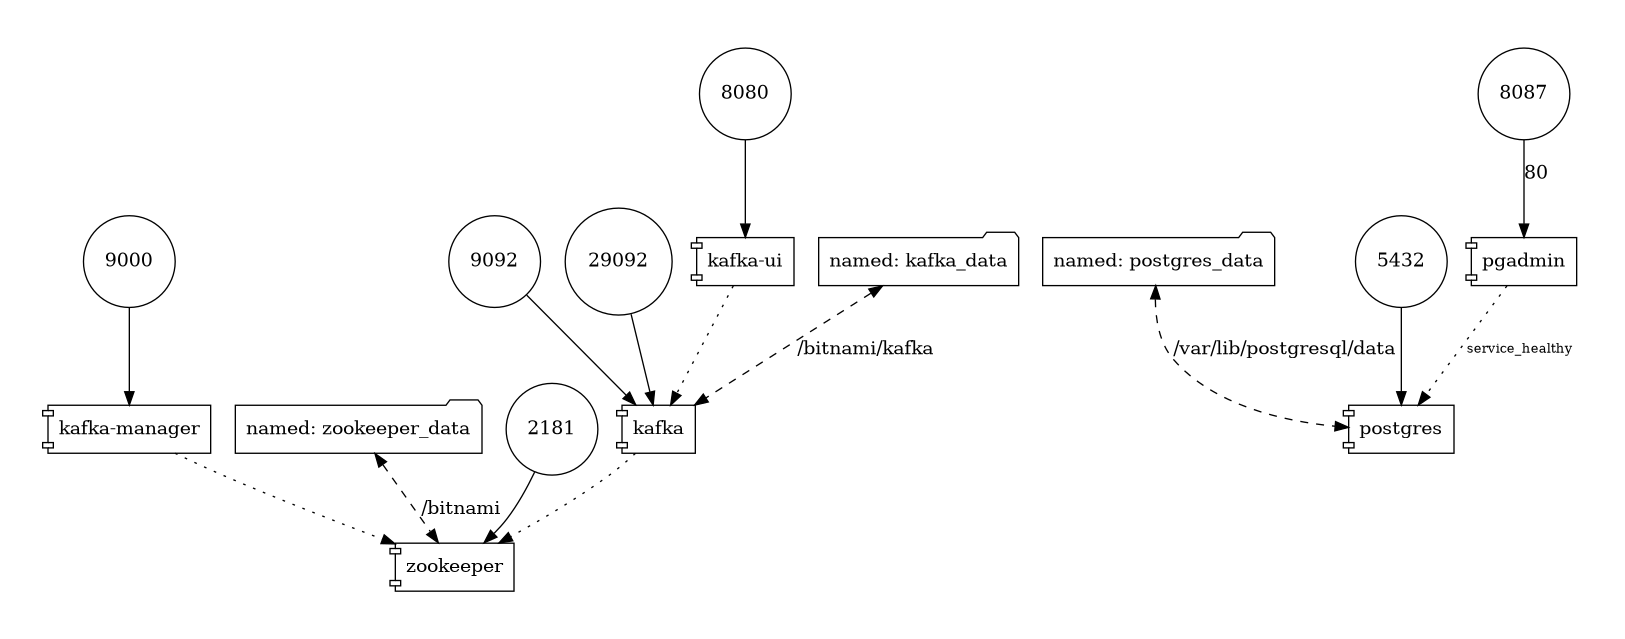 8080
8087
80
9000
9092
29092
kafka-ui
named: kafka_data
named: postgres_data
5432
pgadmin
/bitnami/kafka
/var/lib/postgresql/data
service_healthy
kafka-manager
named: zookeeper_data
2181
kafka
postgres
/bitnami
zookeeper